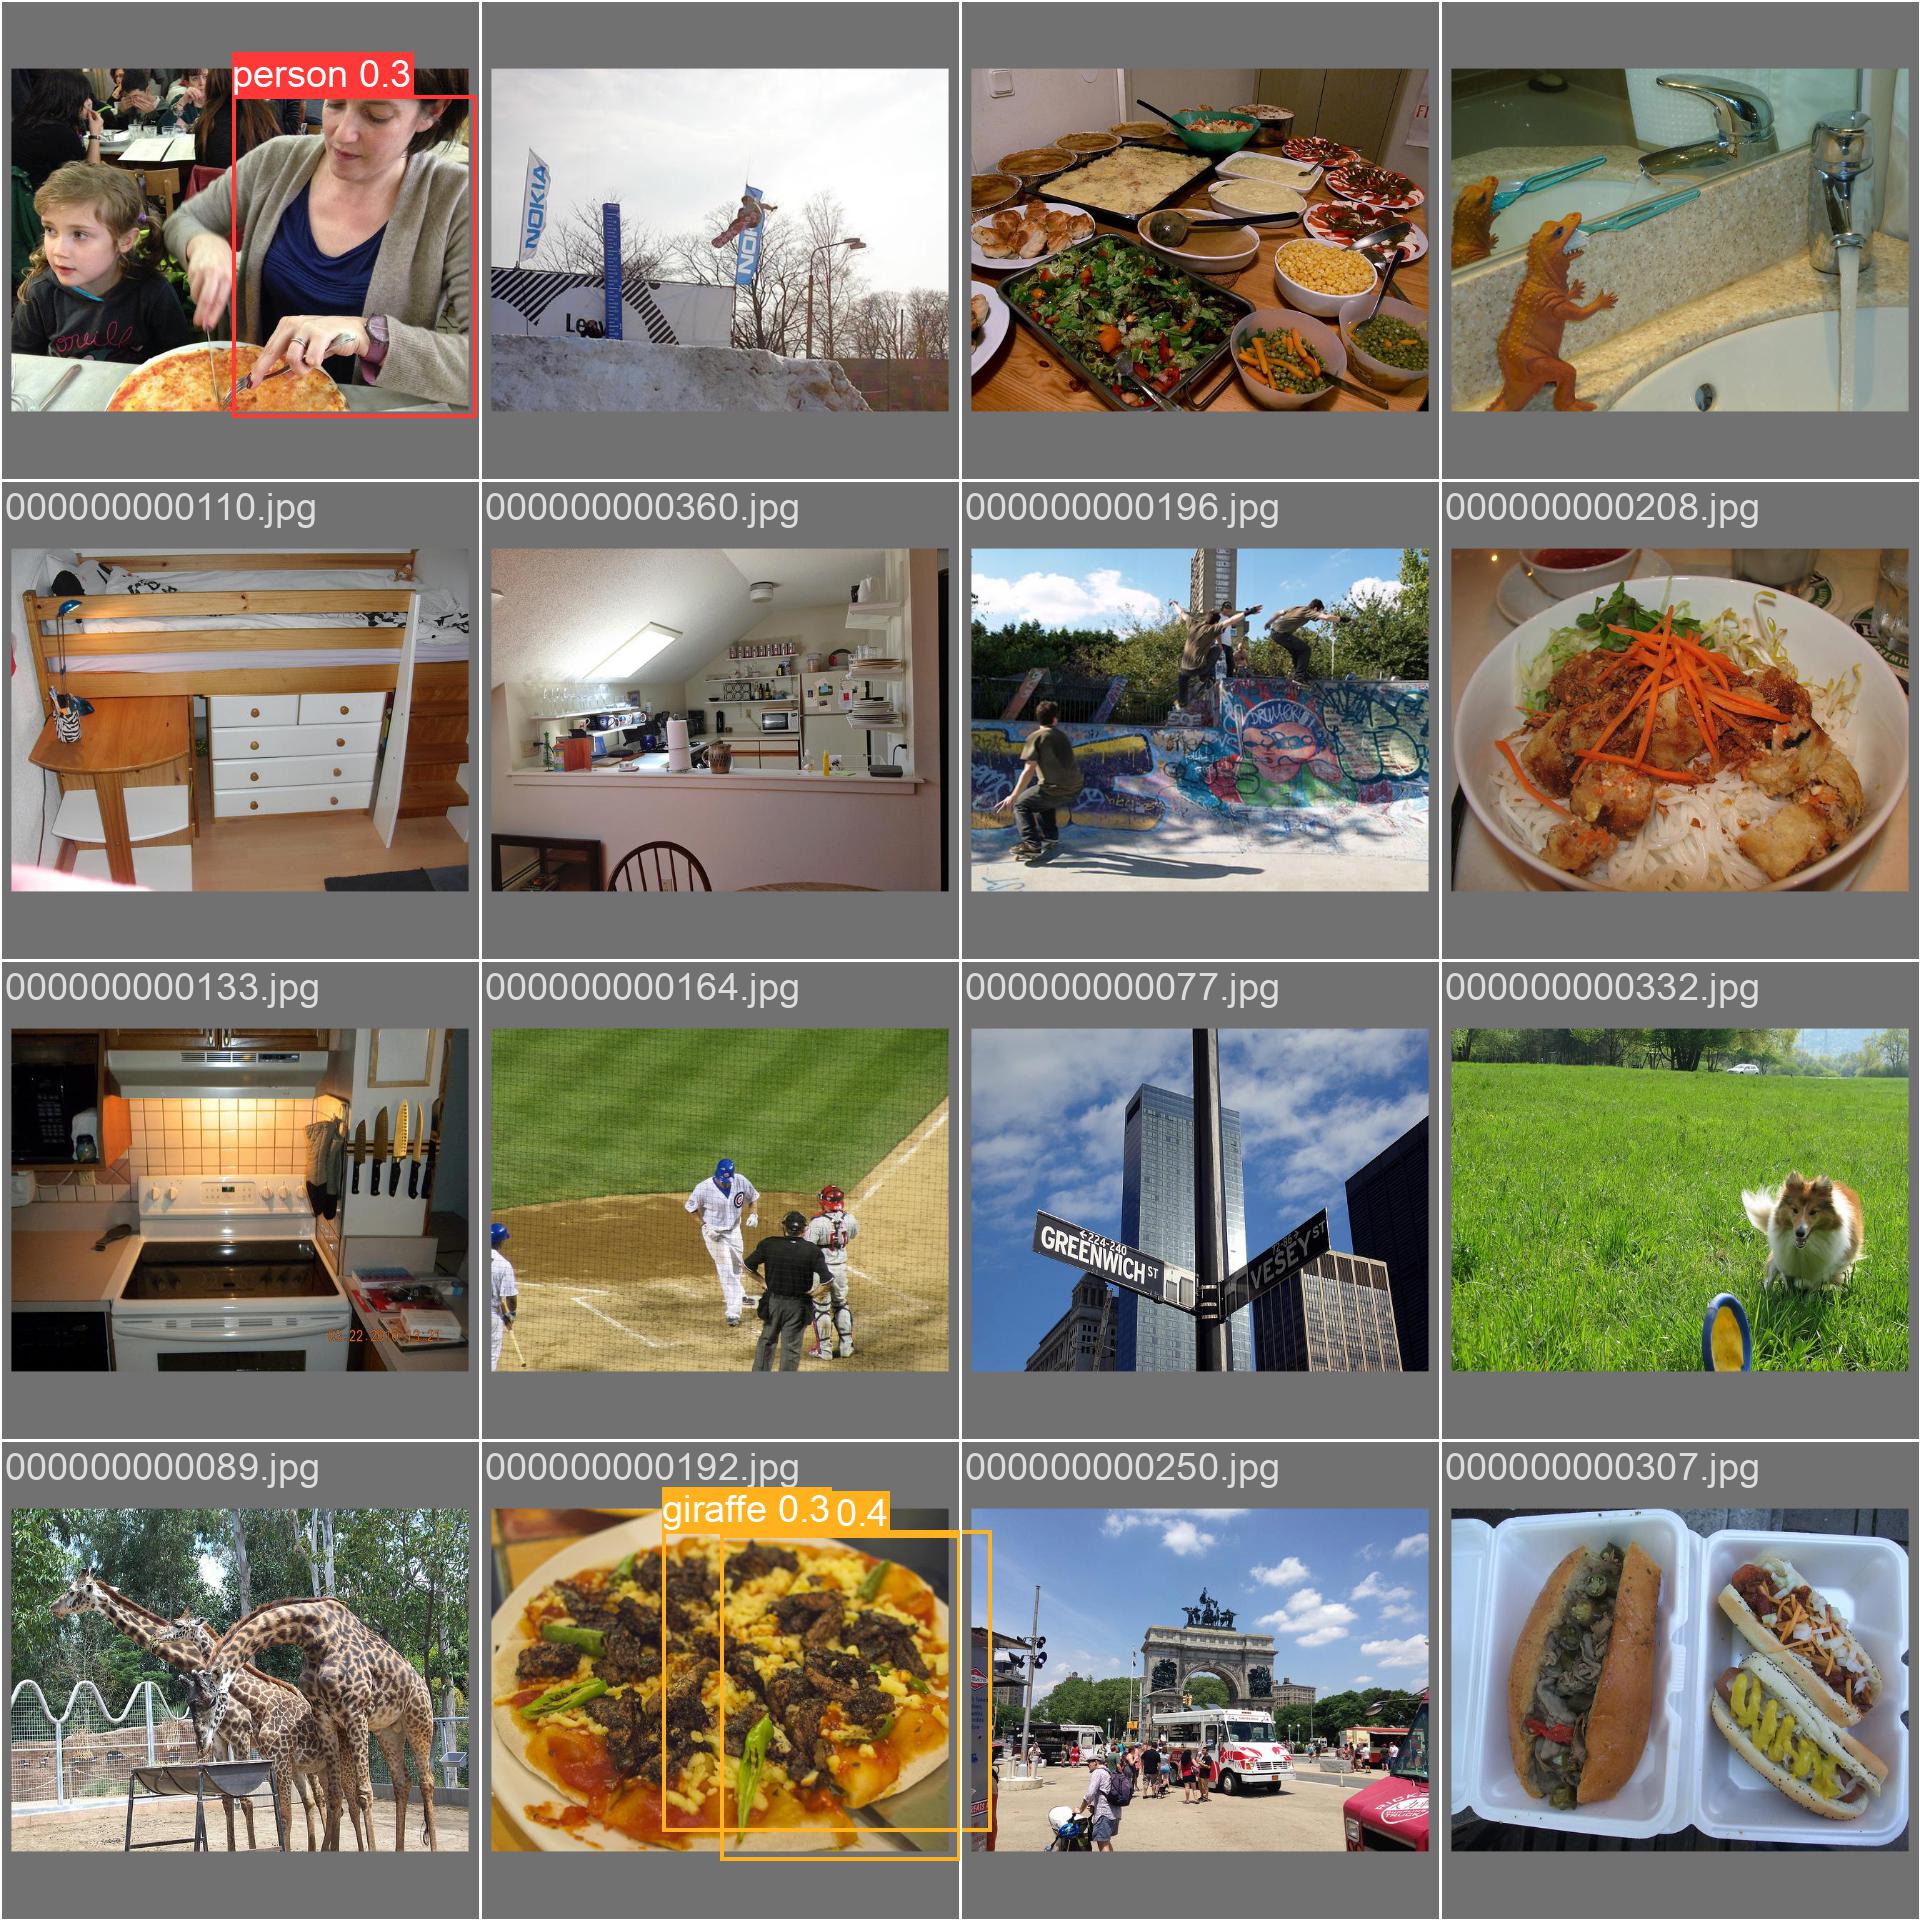 person 0.3
oneill
NOKIA
NOK
000000000110.jpg
000000000360.jpg
000000000196.jpg
000000000208.jpg
000000000133.jpg
000000000164.jpg
000000000077.jpg
000000000332.jpg
←224-240
GREENWICH ST
VESEY ST
000000000089.jpg
000000000192.jpg
000000000250.jpg
000000000307.jpg
giraffe 0.3
0.4